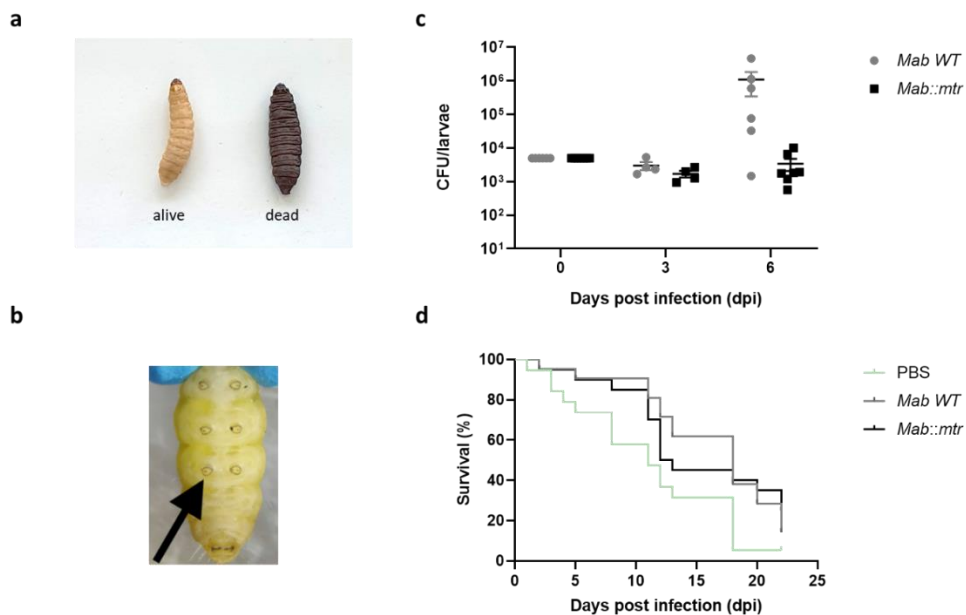 a
alive dead
b
c
CFU/larvae
10⁷
10⁶
10⁵
10⁴
10³
10²
10¹
0 3 6
Days post infection (dpi)
Mab WT
Mab::mtr
d
Survival (%)
100
80
60
40
20
0
0 5 10 15 20 25
Days post infection (dpi)
PBS
Mab WT
Mab::mtr